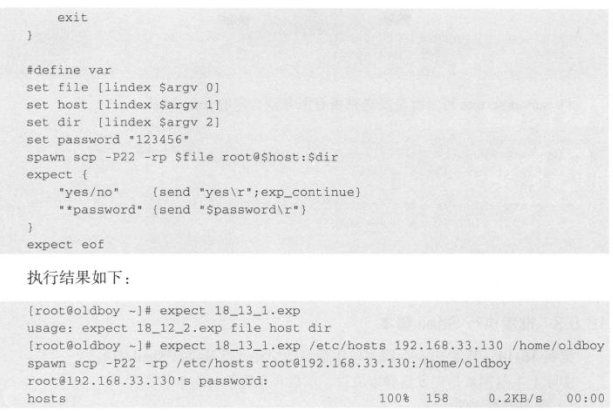 exit
}

#define var
set file [lindex $argv 0]
set host [lindex $argv 1]
set dir  [lindex $argv 2]
set password "123456"
spawn scp -P22 -rp $file root@$host:$dir
expect {
    "yes/no"    {send "yes\r";exp_continue}
    "*password" {send "$password\r"}
}
expect eof
执行结果如下：
[root@oldboy ~]# expect 18_13_1.exp
usage: expect 18_12_2.exp file host dir
[root@oldboy ~]# expect 18_13_1.exp /etc/hosts 192.168.33.130 /home/oldboy
spawn scp -P22 -rp /etc/hosts root@192.168.33.130:/home/oldboy
root@192.168.33.130's password:
hosts                                         100%  158     0.2KB/s   00:00